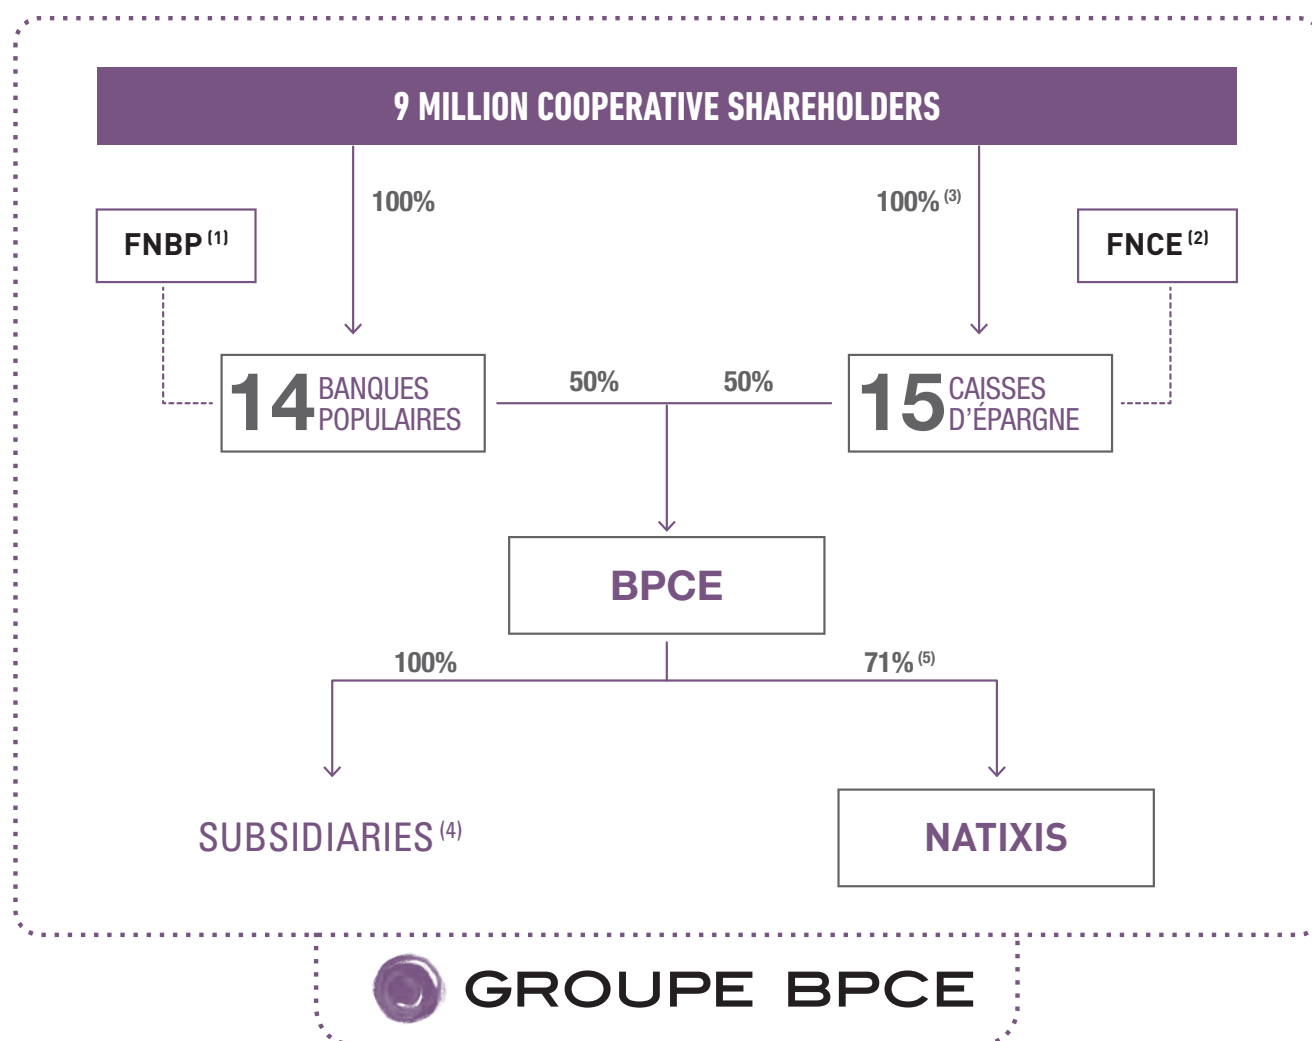 9 MILLION COOPERATIVE SHAREHOLDERS
100%
100% (3)
FNBP (1)
FNCE (2)
14 BANQUES
POPULAIRES
50%
50%
15 CAISSES
D'ÉPARGNE
BPCE
100%
71% (5)
SUBSIDIARIES (4)
NATIXIS
GROUPE BPCE